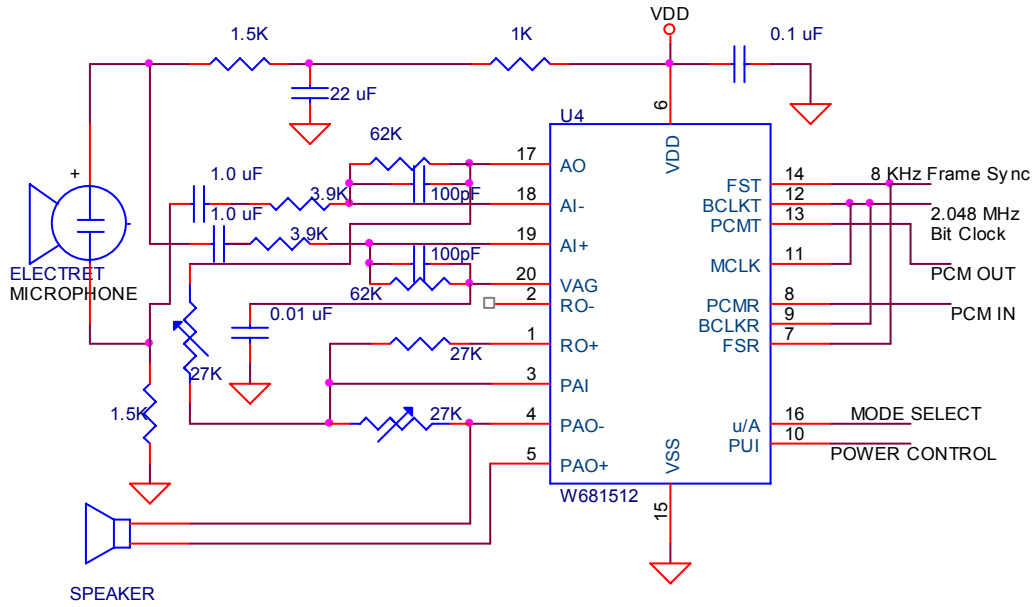 VDD
1.5K
1K
0.1 uF
22 uF
6
U4
62K
VDD
17
AO
1.0 uF
100pF
14
FST
8 KHz Frame Sync
3.9K
18
AI-
12
BCLKT
+
1.0 uF
13
PCMT
2.048 MHz
Bit Clock
3.9K
19
AI+
100pF
11
MCLK
PCM OUT
ELECTRET
MICROPHONE
62K
20
VAG
2
RO-
8
PCMR
PCM IN
0.01 uF
9
BCLKR
1
RO+
7
FSR
27K
27K
3
PAI
1.5K
27K
4
PAO-
16
u/A
MODE SELECT
10
PUI
POWER CONTROL
5
PAO+
VSS
W681512
15
-
SPEAKER